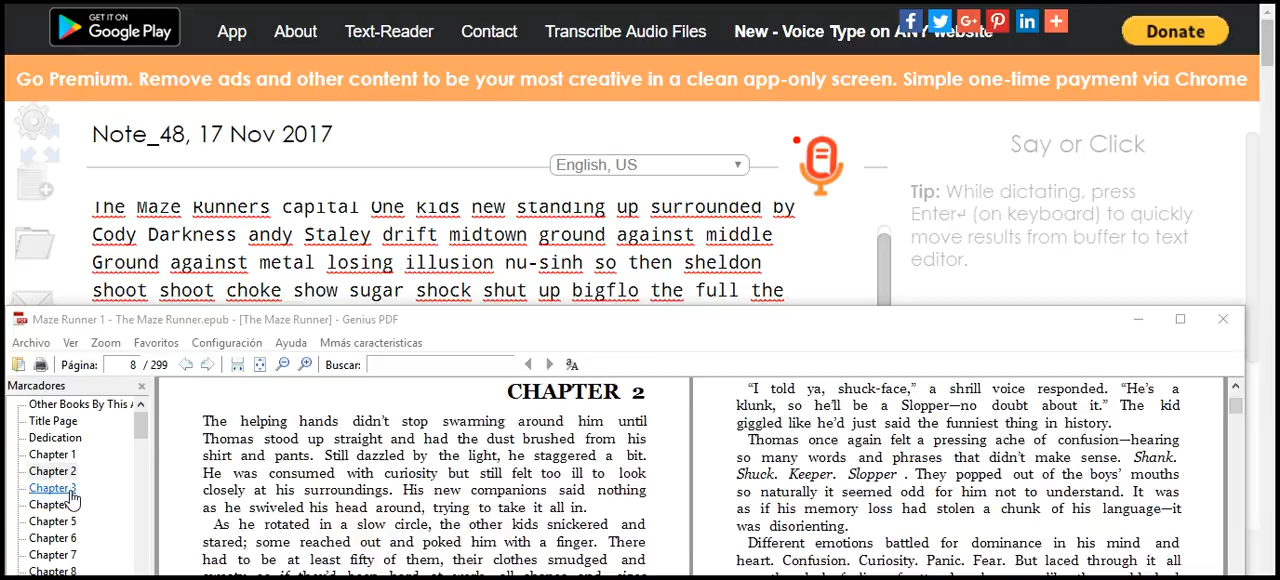 GET IT ON
Google Play
App
About
Text-Reader
Contact
Transcribe Audio Files
New - Voice Type on ANY website
Donate
Go Premium. Remove ads and other content to be your most creative in a clean app-only screen. Simple one-time payment via Chrome
Note_48, 17 Nov 2017
English, US
The Maze Runners capital One kids new standing up surrounded by
Cody Darkness andy Staley drift midtown ground against middle
Ground against metal losing illusion nu-sinh so then sheldon
shoot shoot choke show sugar shock shut up bigflo the full the
Say or Click
Tip: While dictating, press
Enter↵ (on keyboard) to quickly
move results from buffer to text
editor.
Maze Runner 1 - The Maze Runner.epub - [The Maze Runner] - Genius PDF
Archivo
Ver
Zoom
Favoritos
Configuración
Ayuda
Mmás características
Página:
8 / 299
Buscar:
Marcadores
Other Books By This A
Title Page
Dedication
Chapter 1
Chapter 2
Chapter 3
Chapter
Chapter 5
Chapter 6
Chapter 7
Chapter 8
CHAPTER 2
The helping hands didn't stop swarming around him until
Thomas stood up straight and had the dust brushed from his
shirt and pants. Still dazzled by the light, he staggered a bit.
He was consumed with curiosity but still felt too ill to look
closely at his surroundings. His new companions said nothing
as he swiveled his head around, trying to take it all in.
As he rotated in a slow circle, the other kids snickered and
stared; some reached out and poked him with a finger. There
had to be at least fifty of them, their clothes smudged and
"I told ya, shuck-face," a shrill voice responded. "He's a
klunk, so he'll be a Slopper—no doubt about it." The kid
giggled like he'd just said the funniest thing in history.
Thomas once again felt a pressing ache of confusion—hearing
so many words and phrases that didn't make sense. Shank.
Shuck. Keeper. Slopper . They popped out of the boys' mouths
so naturally it seemed odd for him not to understand. It was
as if his memory loss had stolen a chunk of his language—it
was disorienting.
Different emotions battled for dominance in his mind and
heart. Confusion. Curiosity. Panic. Fear. But laced through it all